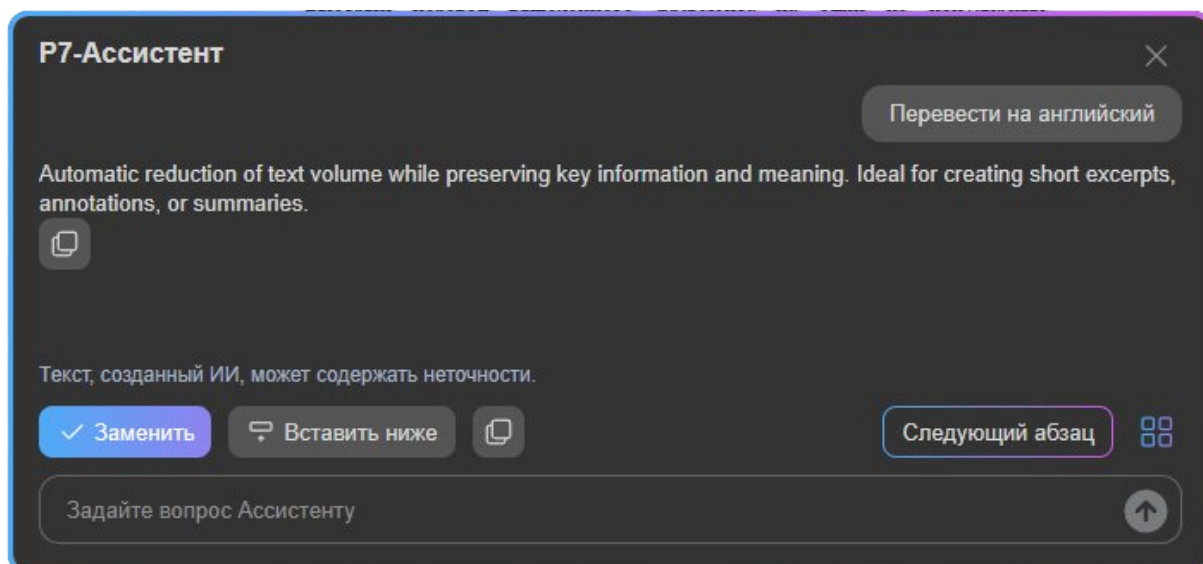 Р7-Ассистент
Перевести на английский
Automatic reduction of text volume while preserving key information and meaning. Ideal for creating short excerpts,
annotations, or summaries.
Текст, созданный ИИ, может содержать неточности.
Заменить
Вставить ниже
Следующий абзац
Задайте вопрос Ассистенту